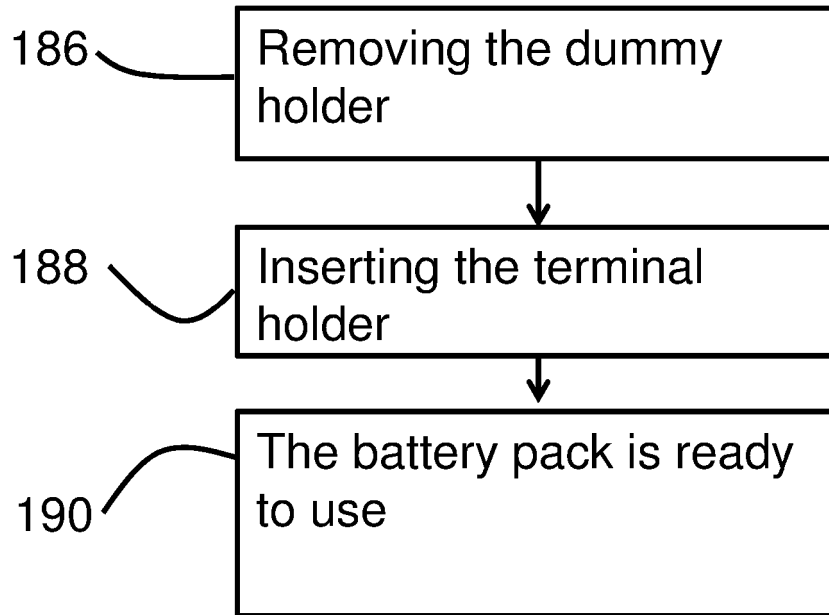 186
Removing the dummy
holder
188
Inserting the terminal
holder
The battery pack is ready
to use
190